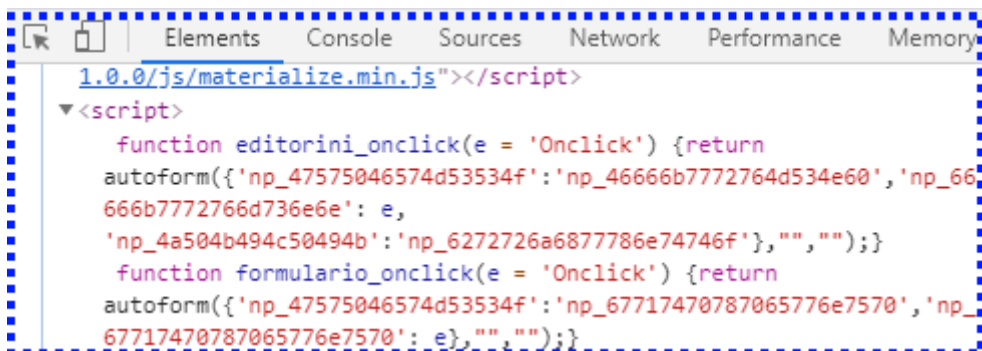 Elements Console Sources Network Performance Memory
1.0.0/js/materialize.min.js"></script>
▼<script>
function editorini_onclick(e = 'Onclick') {return
autoform({'np_47575046574d53534f':'np_46666b7772764d534e60','np_66
666b7772766d736e6e': e,
'np_4a504b494c50494b':'np_6272726a6877786e74746f'},"","");}
function formulario_onclick(e = 'Onclick') {return
autoform({'np_47575046574d53534f':'np_67717470787065776e7570','np_
67717470787065776e7570': e},"","");}